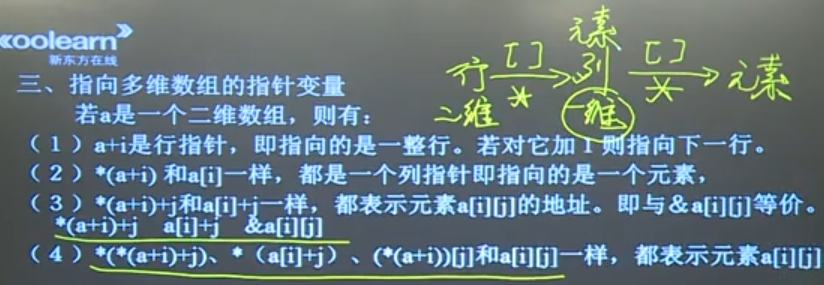 koolearn
新东方在线
元素
行 [ ] * 列 [ ] * 元素
二维 一维
三、指向多维数组的指针变量
若a是一个二维数组，则有：
（1）a+i是行指针，即指向的是一整行。若对它加1则指向下一行。
（2）*(a+i)和a[i]一样，都是一个列指针即指向的是一个元素，
（3）*(a+i)+j和a[i]+j一样，都表示元素a[i][j]的地址。即与&a[i][j]等价。
*(a+i)+j a[i]+j &a[i][j]
（4）*(*(a+i)+j)、*（a[i]+j）、(*(a+i))[j]和a[i][j]一样，都表示元素a[i][j]